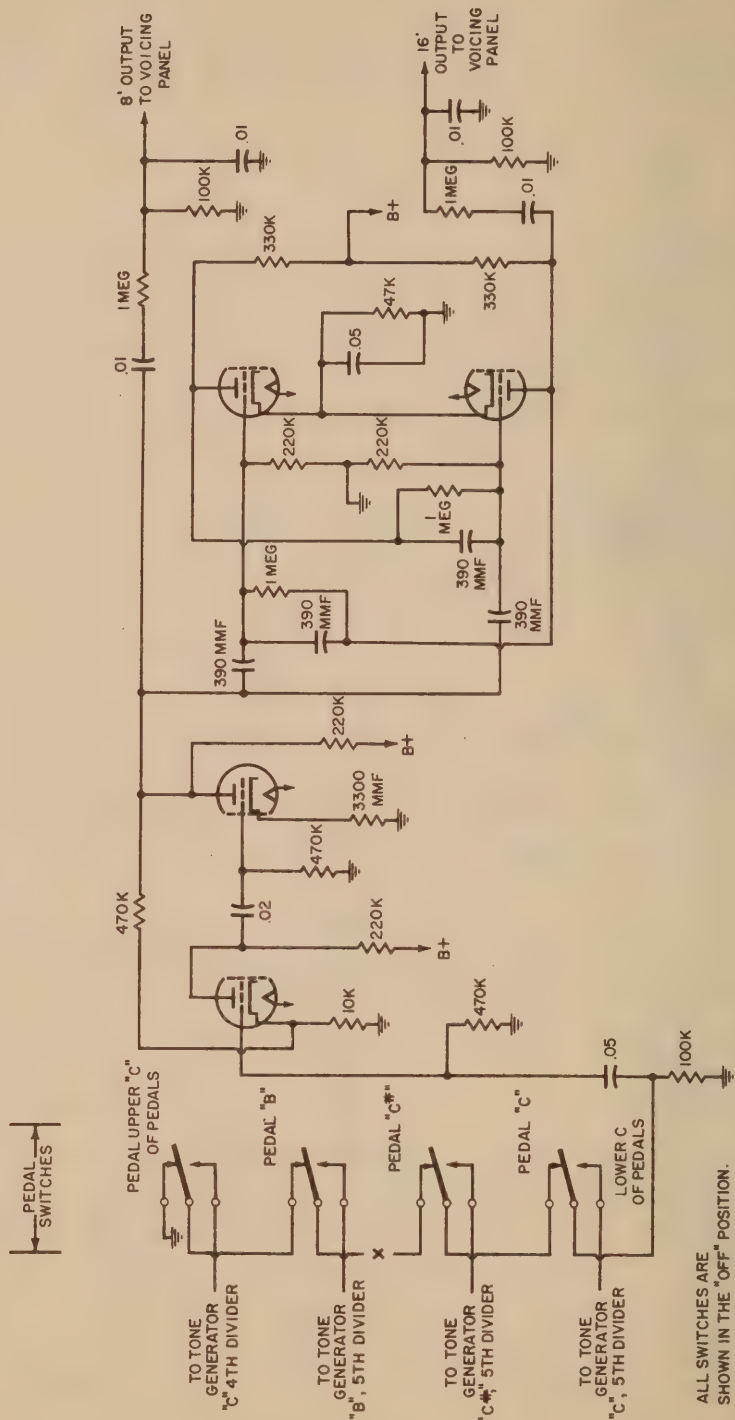 PEDAL
SWITCHES
PEDAL UPPER "C"
OF PEDALS
PEDAL "B"
PEDAL "C#"
PEDAL "C"
LOWER C
OF PEDALS
TO TONE
GENERATOR
"C" 4TH DIVIDER
TO TONE
GENERATOR
"B", 5TH DIVIDER
X
TO TONE
GENERATOR
"C#," 5TH DIVIDER
TO TONE
GENERATOR
"C", 5TH DIVIDER
ALL SWITCHES ARE
SHOWN IN THE "OFF" POSITION.
470K
10K
.02
220K
B+
470K
.05
100K
470K
3300
MMF
220K
B+
390 MMF
1 MEG
390
MMF
390
MMF
1
MEG
390
MMF
220K
220K
.05
47K
330K
B+
330K
.01
1 MEG
100K
.01
8' OUTPUT
TO VOICING
PANEL
16'
OUTPUT
TO
VOICING
PANEL
.01
100K
1 MEG
.01